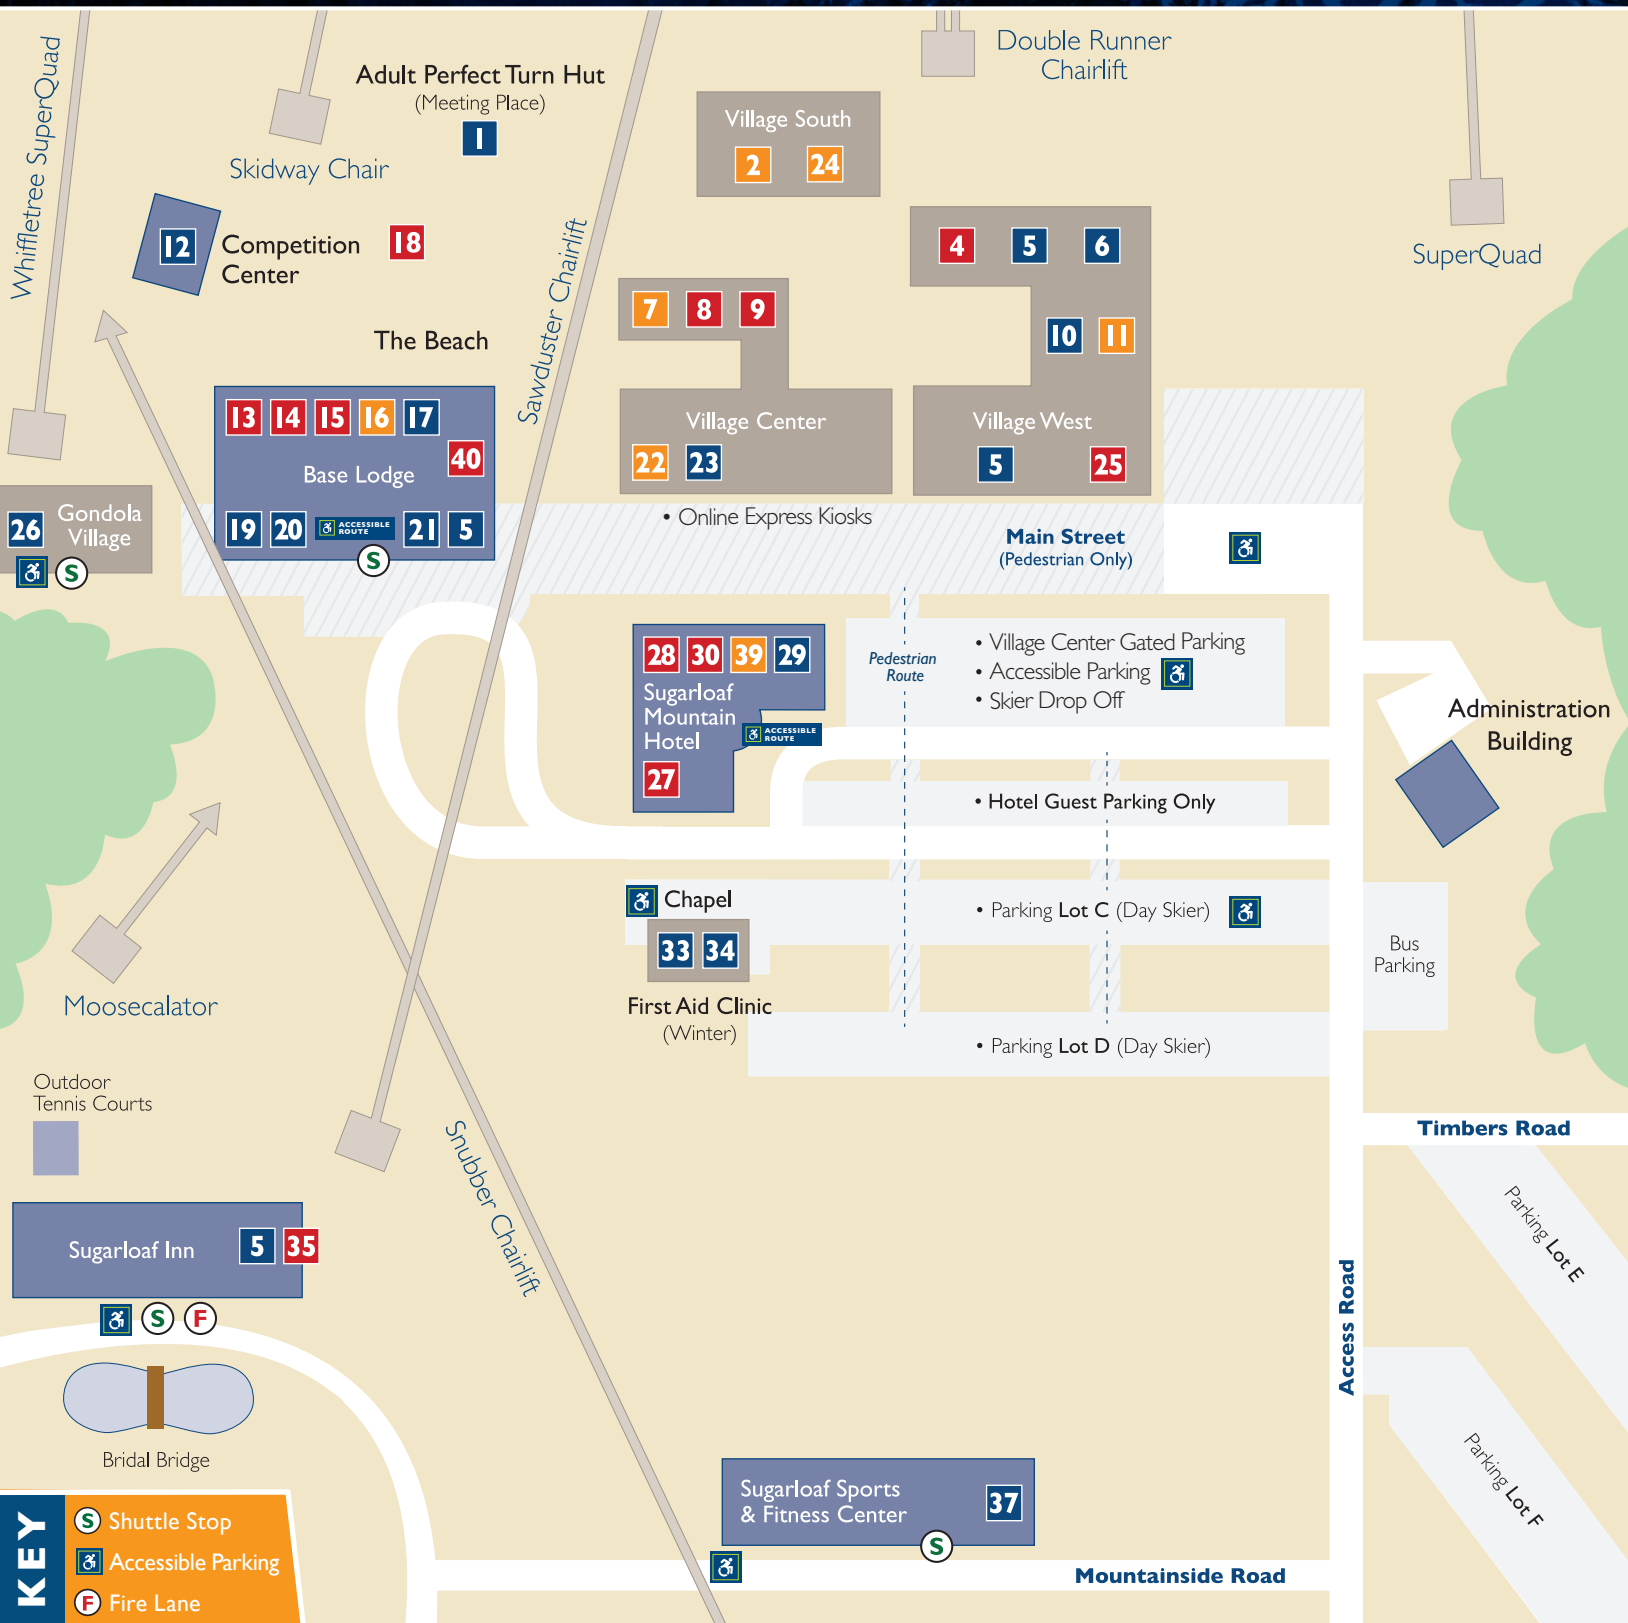 Whiffletree SuperQuad
Skidway Chair
Adult Perfect Turn Hut
(Meeting Place)
1
Sawduster Chairlift
Double Runner
Chairlift
Village South
2 24
SuperQuad
12
Competition
Center
18
The Beach
4 5 6
10 11
Village West
5 25
7 8 9
Village Center
22 23
13 14 15 16 17
40
Base Lodge
19 20 ACCESSIBLE
ROUTE 21 5
S
26
Gondola
Village
S
• Online Express Kiosks
Main Street
(Pedestrian Only)
28 30 39 29
Sugarloaf
Mountain
Hotel
ACCESSIBLE
ROUTE
27
Pedestrian
Route
• Village Center Gated Parking
• Accessible Parking
• Skier Drop Off
Administration
Building
• Hotel Guest Parking Only
Chapel
33 34
First Aid Clinic
(Winter)
• Parking Lot C (Day Skier)
Bus
Parking
• Parking Lot D (Day Skier)
Moosecalator
Outdoor
Tennis Courts
Snubber Chairlift
Timbers Road
Parking Lot E
Access Road
Parking Lot F
Sugarloaf Inn 5 35
S F
Bridal Bridge
Sugarloaf Sports
& Fitness Center
37
S
Mountainside Road
KEY
S Shuttle Stop
Accessible Parking
F Fire Lane